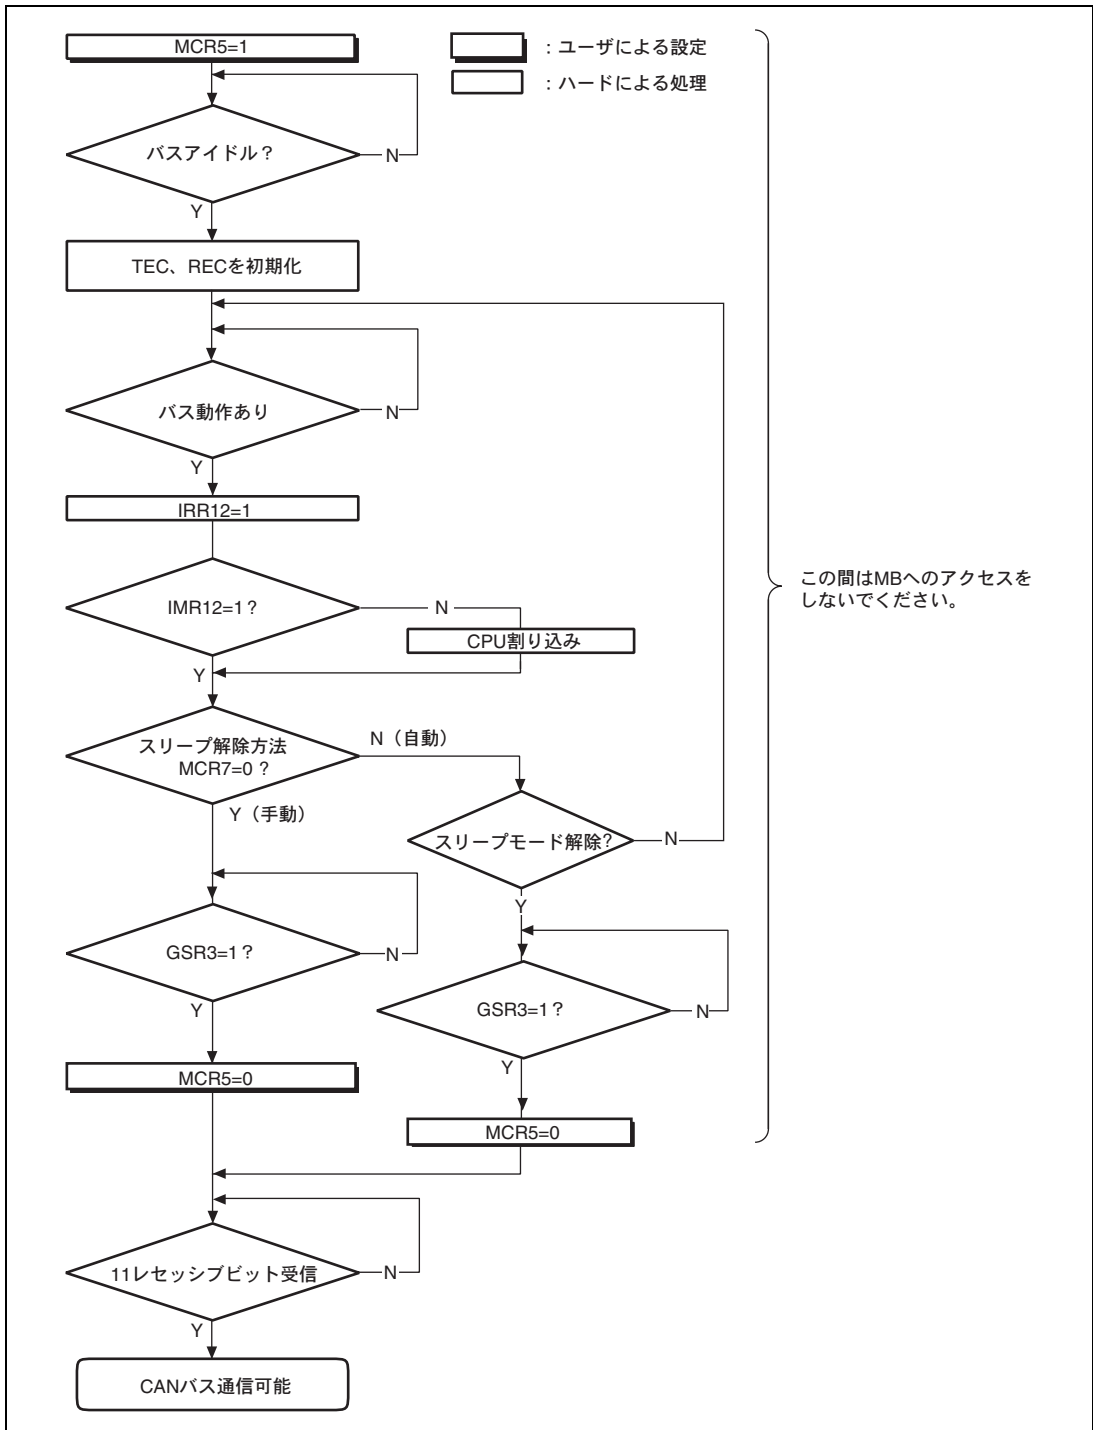 MCR5=1
：ユーザによる設定
：ハードによる処理
バスアイドル？
N
Y
TEC、RECを初期化
バス動作あり
N
Y
IRR12=1
IMR12=1？
N
CPU割り込み
Y
この間はMBへのアクセスを
しないでください。
スリープ解除方法
MCR7=0？
N（自動）
Y（手動）
スリープモード解除?
N
Y
GSR3=1？
N
Y
GSR3=1？
N
Y
MCR5=0
MCR5=0
11レセッシブビット受信
N
Y
CANバス通信可能